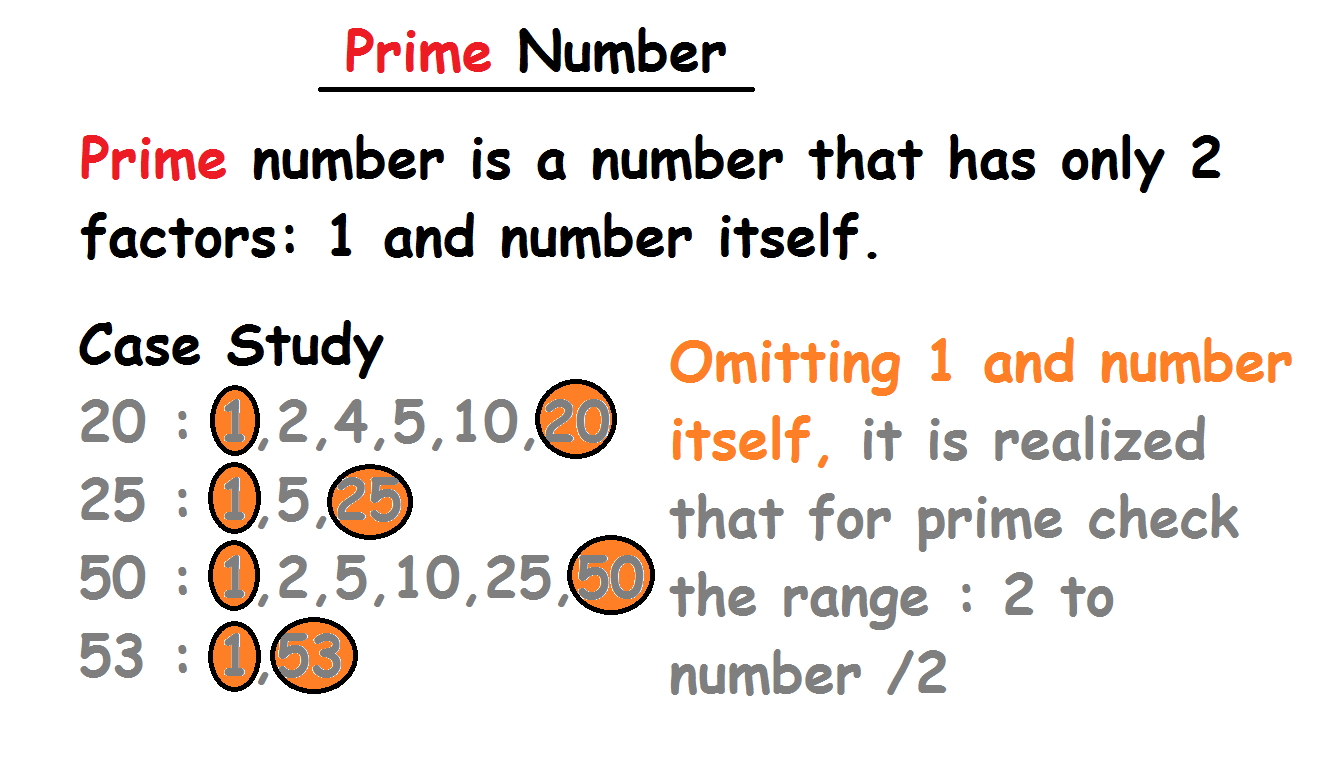 Prime Number
Prime number is a number that has only 2
factors: 1 and number itself.
Case Study
20 : 1,2,4,5,10,20
25 : 1,5,25
50 : 1,2,5,10,25,50
53 : 1,53
Omitting 1 and number
itself, it is realized
that for prime check
the range : 2 to
number /2